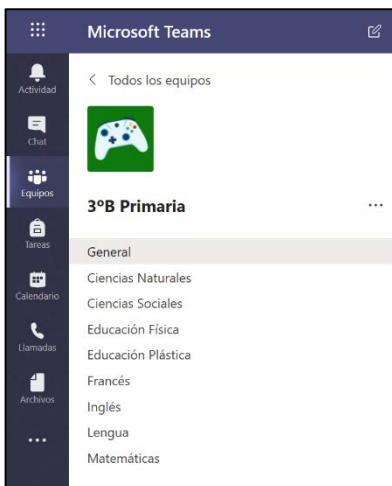 Microsoft Teams
Actividad
Chat
Equipos
Tareas
Calendario
Llamadas
Archivos
Todos los equipos
3ºB Primaria
General
Ciencias Naturales
Ciencias Sociales
Educación Física
Educación Plástica
Francés
Inglés
Lengua
Matemáticas